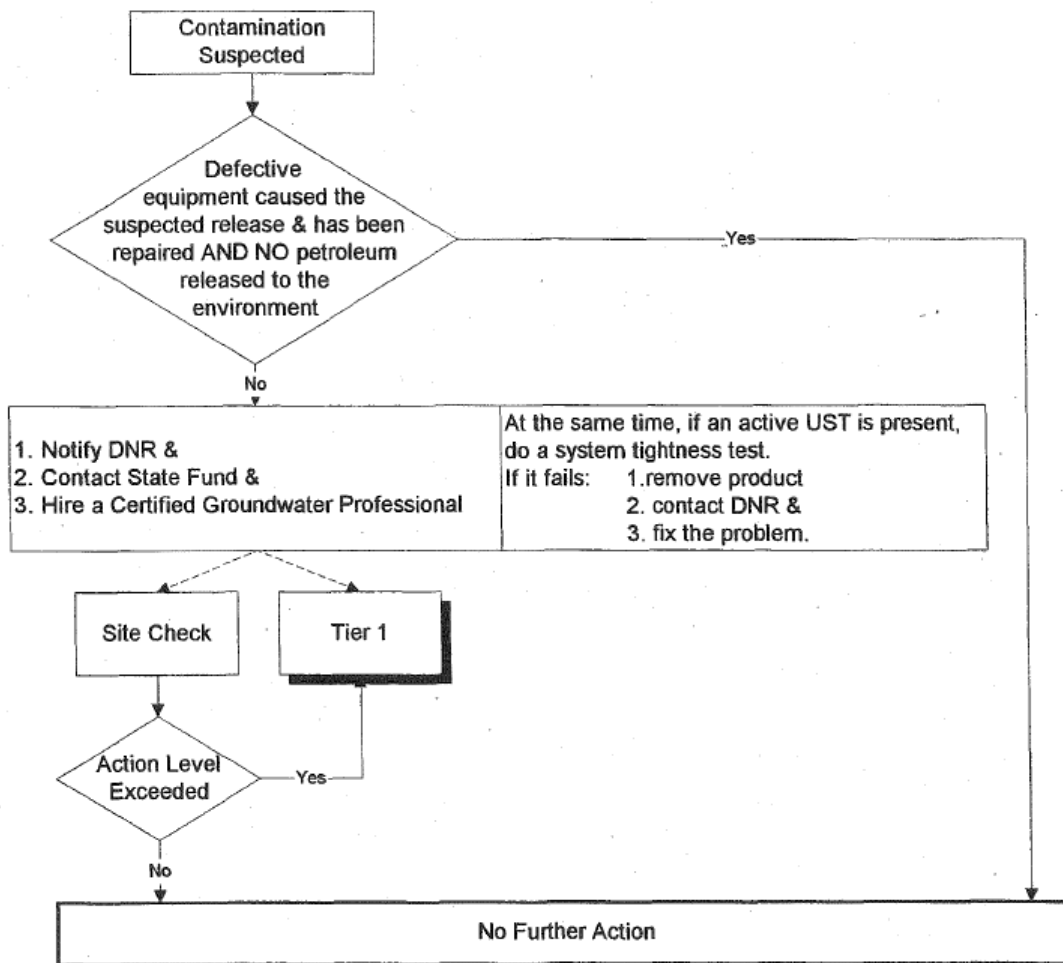 Contamination
Suspected
Defective
equipment caused the
suspected release & has been
repaired AND NO petroleum
released to the
environment
Yes
No
1. Notify DNR &
2. Contact State Fund &
3. Hire a Certified Groundwater Professional
At the same time, if an active UST is present,
do a system tightness test.
If it fails: 1.remove product
2. contact DNR &
3. fix the problem.
Site Check
Tier 1
Action Level
Exceeded
Yes
No
No Further Action